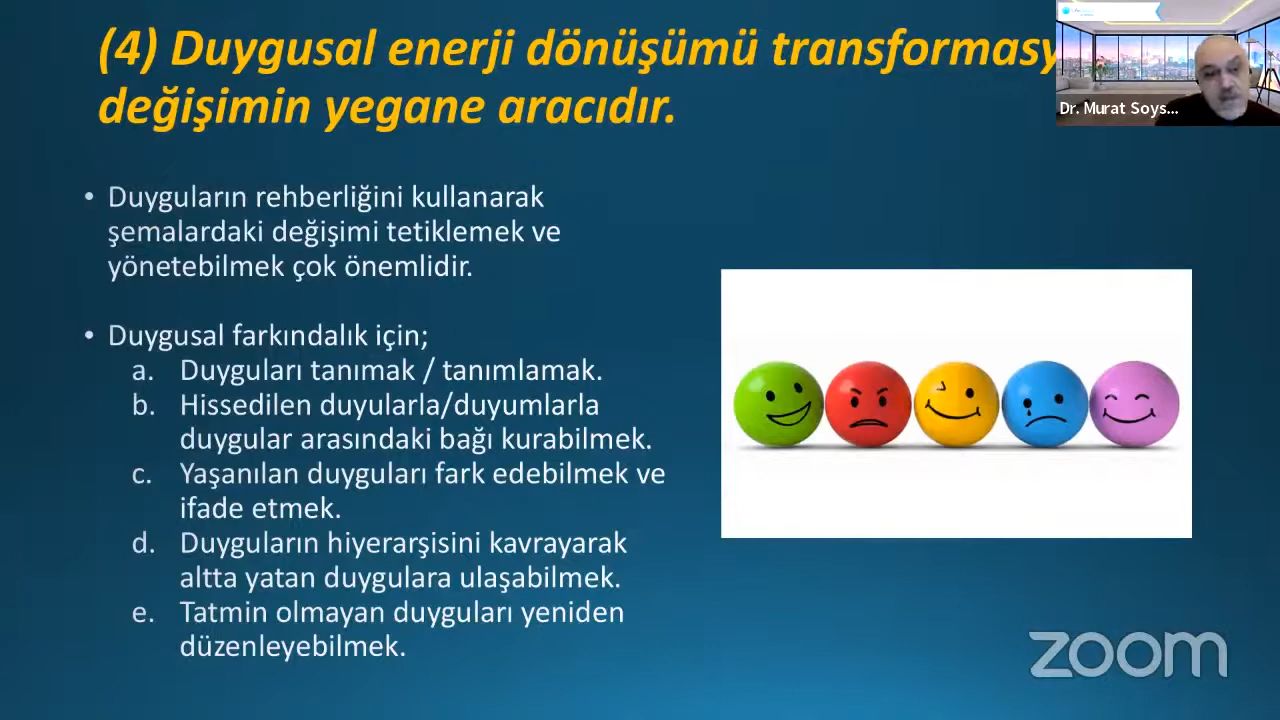 (4) Duygusal enerji dönüşümü transformasy
değişimin yegane aracıdır.
Dr. Murat Soys...
• Duyguların rehberliğini kullanarak
şemalardaki değişimi tetiklemek ve
yönetebilmek çok önemlidir.
• Duygusal farkındalık için;
a. Duyguları tanımak / tanımlamak.
b. Hissedilen duyularla/duyumlarla
duygular arasındaki bağı kurabilmek.
c. Yaşanılan duyguları fark edebilmek ve
ifade etmek.
d. Duyguların hiyerarşisini kavrayarak
altta yatan duygulara ulaşabilmek.
e. Tatmin olmayan duyguları yeniden
düzenleyebilmek.
zoom